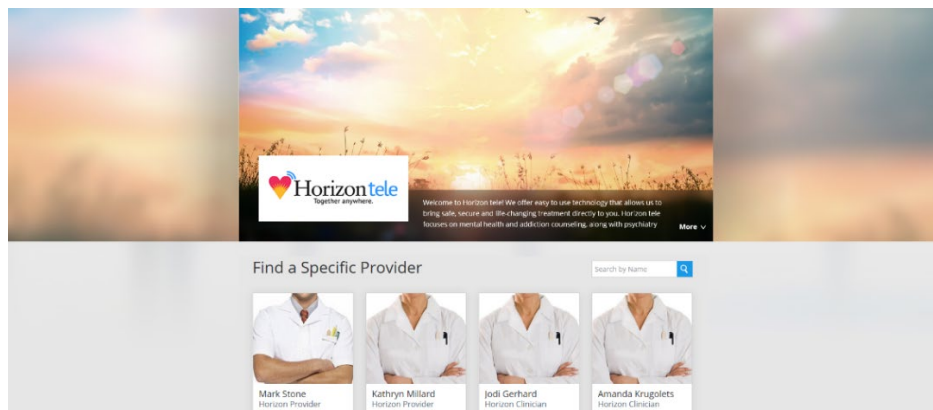 Horizon tele
Together anywhere.
Welcome to Horizon tele! We offer easy to use technology that allows us to
bring safe, secure and life-changing treatment directly to you. Horizon tele
focuses on mental health and addiction counseling, along with psychiatry
More
Find a Specific Provider
Search by Name
Mark Stone
Horizon Provider
Kathryn Millard
Horizon Provider
Jodi Gerhard
Horizon Clinician
Amanda Krugolets
Horizon Clinician